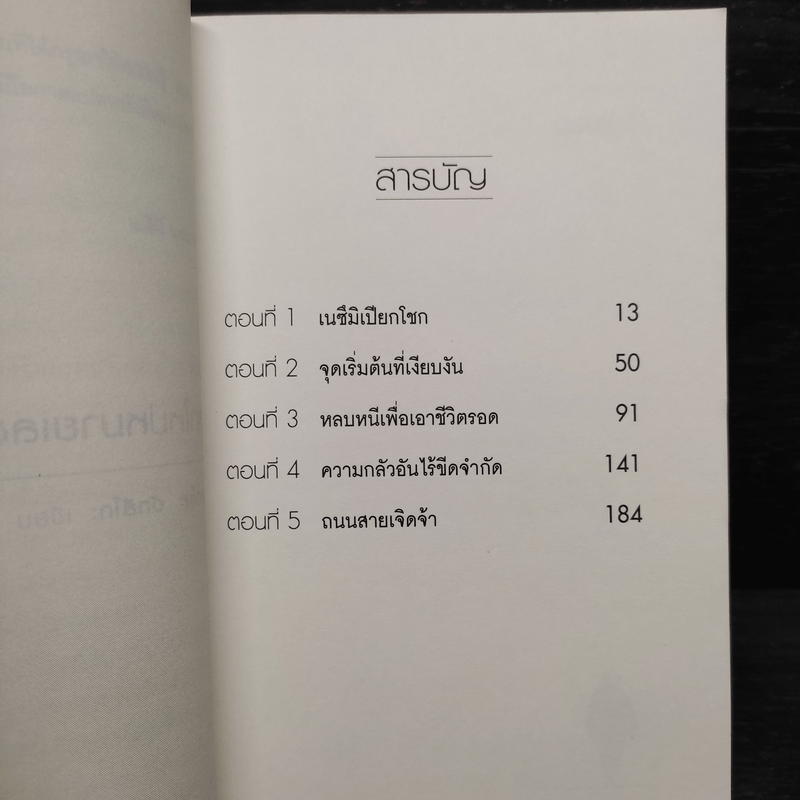 สารบัญ
ตอนที่ 1 เนซึมิเปียกโชก 13
ตอนที่ 2 จุดเริ่มต้นที่เงียบงัน 50
ตอนที่ 3 หลบหนีเพื่อเอาชีวิตรอด 91
ตอนที่ 4 ความกลัวอันไร้ขีดจำกัด 141
ตอนที่ 5 ถนนสายเจิดจ้า 184